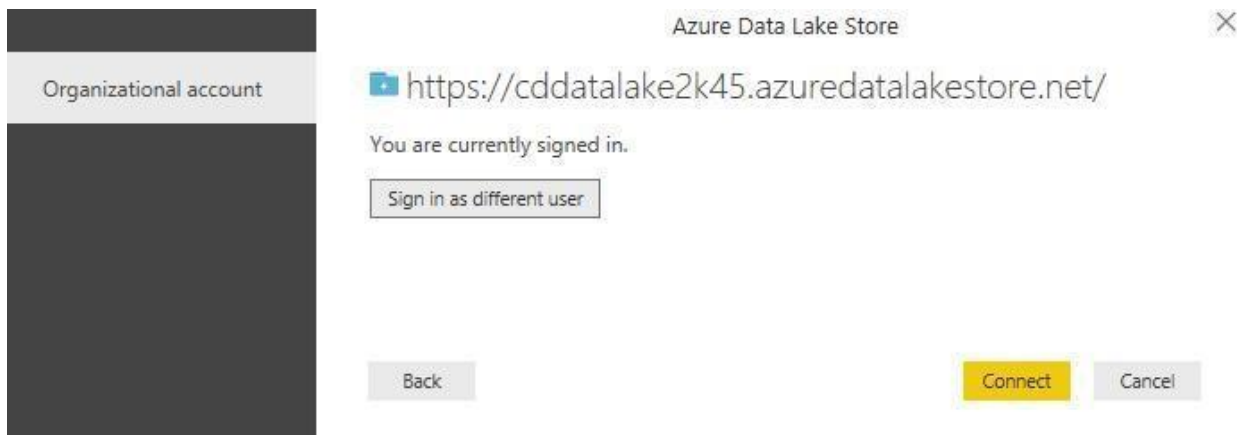 Azure Data Lake Store
Organizational account
https://cddatalake2k45.azuredatalakestore.net/
You are currently signed in.
Sign in as different user
Back
Connect
Cancel